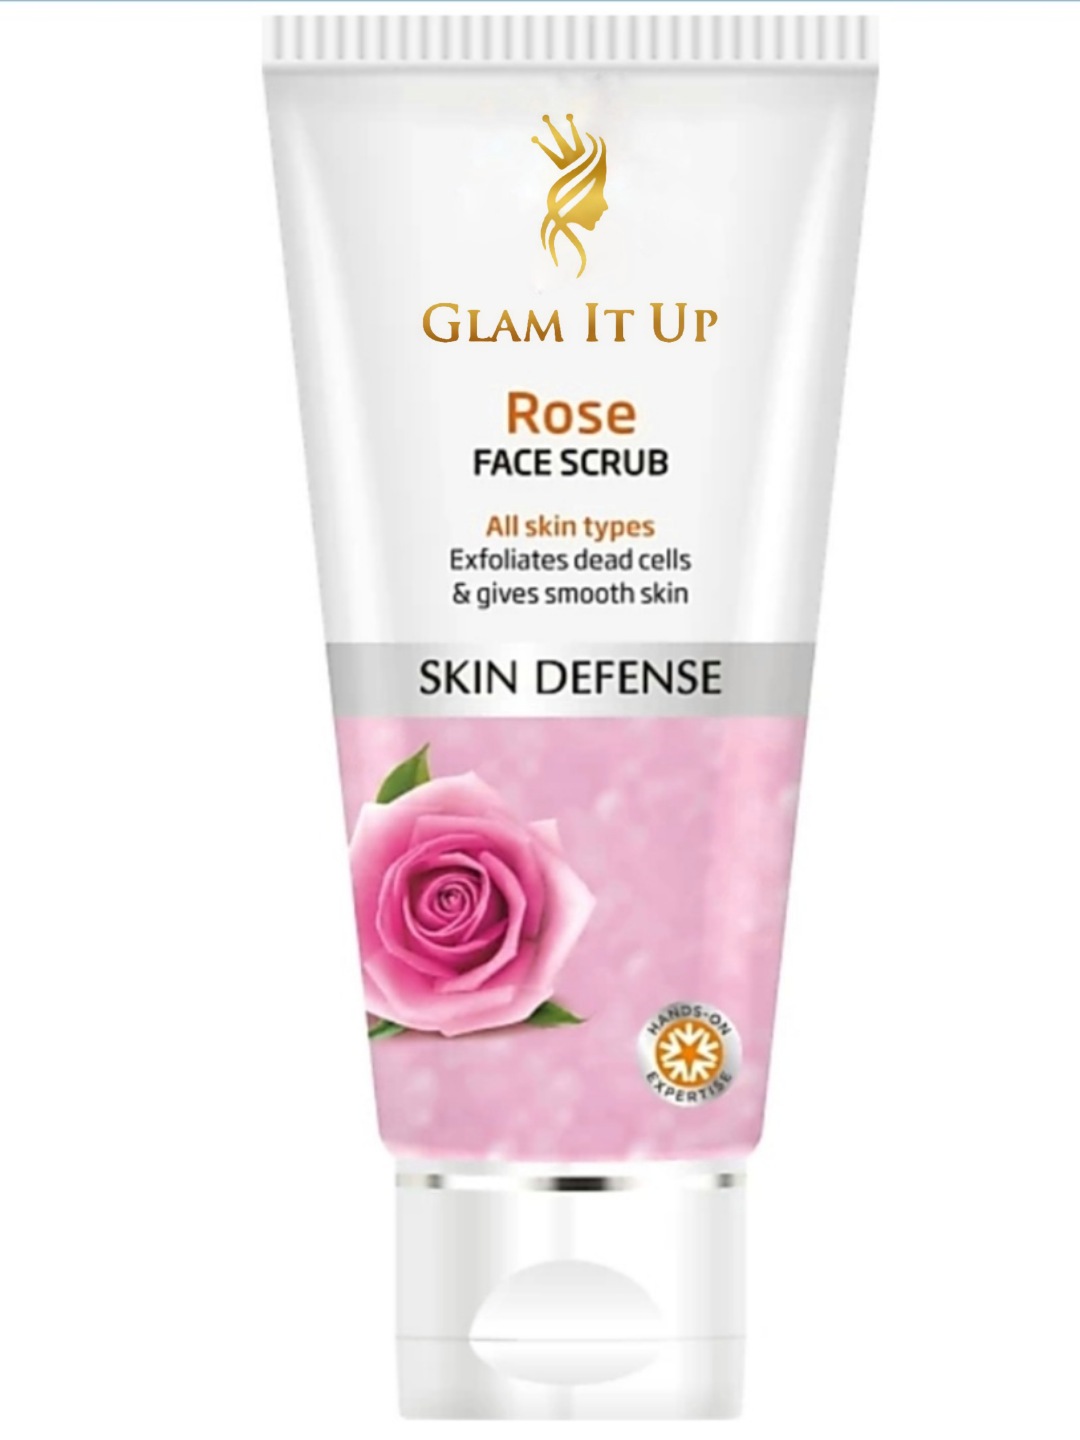 GLAM IT UP
Rose
FACE SCRUB
All skin types
Exfoliates dead cells
& gives smooth skin
SKIN DEFENSE
HANDS-ON
EXPERTISE